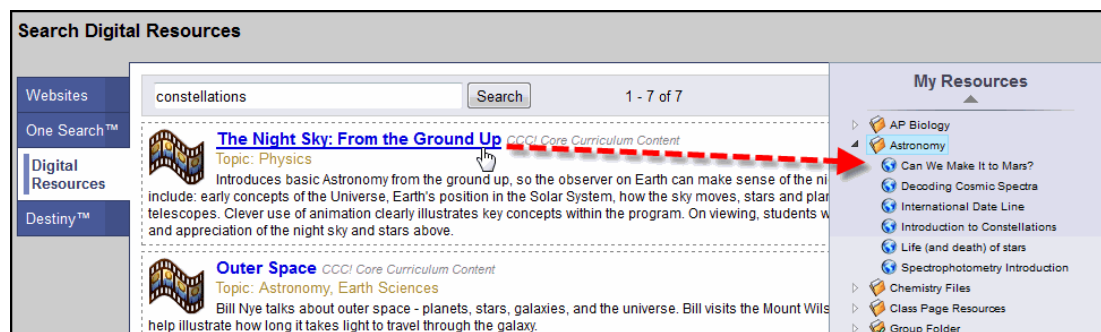 Search Digital Resources
Websites
One Search™
Digital
Resources
Destiny™
constellations
Search
1 - 7 of 7
The Night Sky: From the Ground Up CCC! Core Curriculum Content
Topic: Physics
Introduces basic Astronomy from the ground up, so the observer on Earth can make sense of the
include: early concepts of the Universe, Earth's position in the Solar System, how the sky moves, stars and
telescopes. Clever use of animation clearly illustrates key concepts within the program. On viewing, students
and appreciation of the night sky and stars above.
Outer Space CCC! Core Curriculum Content
Topic: Astronomy, Earth Sciences
Bill Nye talks about outer space - planets, stars, galaxies, and the universe. Bill visits the Mount
help illustrate how long it takes light to travel through the galaxy.
My Resources
AP Biology
Astronomy
Can We Make It to Mars?
Decoding Cosmic Spectra
International Date Line
Introduction to Constellations
Life (and death) of stars
Spectrophotometry Introduction
Chemistry Files
Class Page Resources
Group Folder